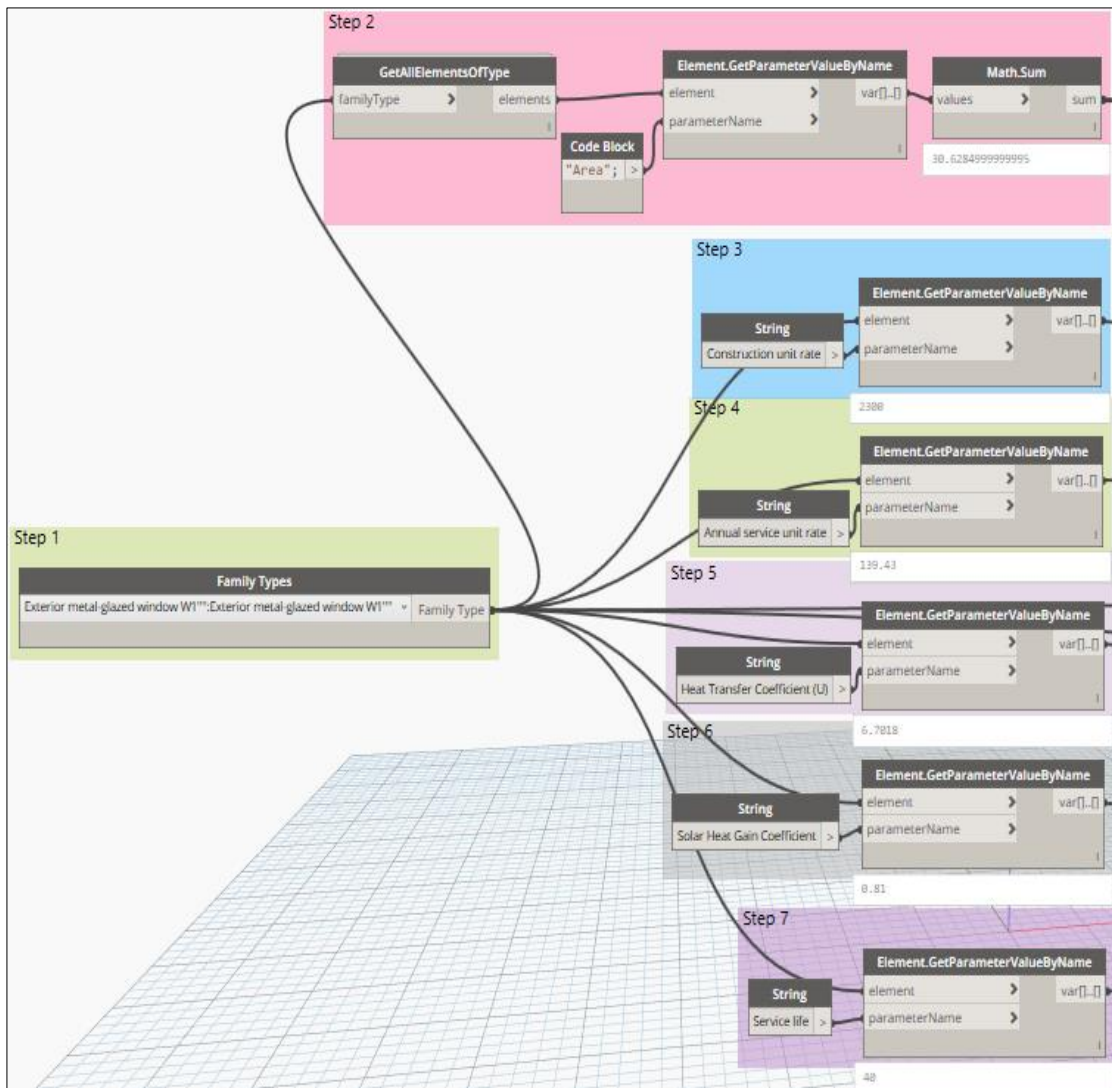 Step 2
GetAllElementsOfType
familyType > elements
Element.GetParameterValueByName
element > var[]..[]
parameterName >
Code Block
"Area"; >
Math.Sum
values > sum
30.6284999999995
Step 3
Element.GetParameterValueByName
element > var[]..[]
parameterName >
String
Construction unit rate >
2300
Step 4
Element.GetParameterValueByName
element > var[]..[]
parameterName >
String
Annual service unit rate >
139.43
Step 1
Family Types
Exterior metal-glazed window W1"":Exterior metal-glazed window W1"" Family Type
Step 5
Element.GetParameterValueByName
element > var[]..[]
parameterName >
String
Heat Transfer Coefficient (U) >
6.7018
Step 6
Element.GetParameterValueByName
element > var[]..[]
parameterName >
String
Solar Heat Gain Coefficient >
0.81
Step 7
Element.GetParameterValueByName
element > var[]..[]
parameterName >
String
Service life >
40